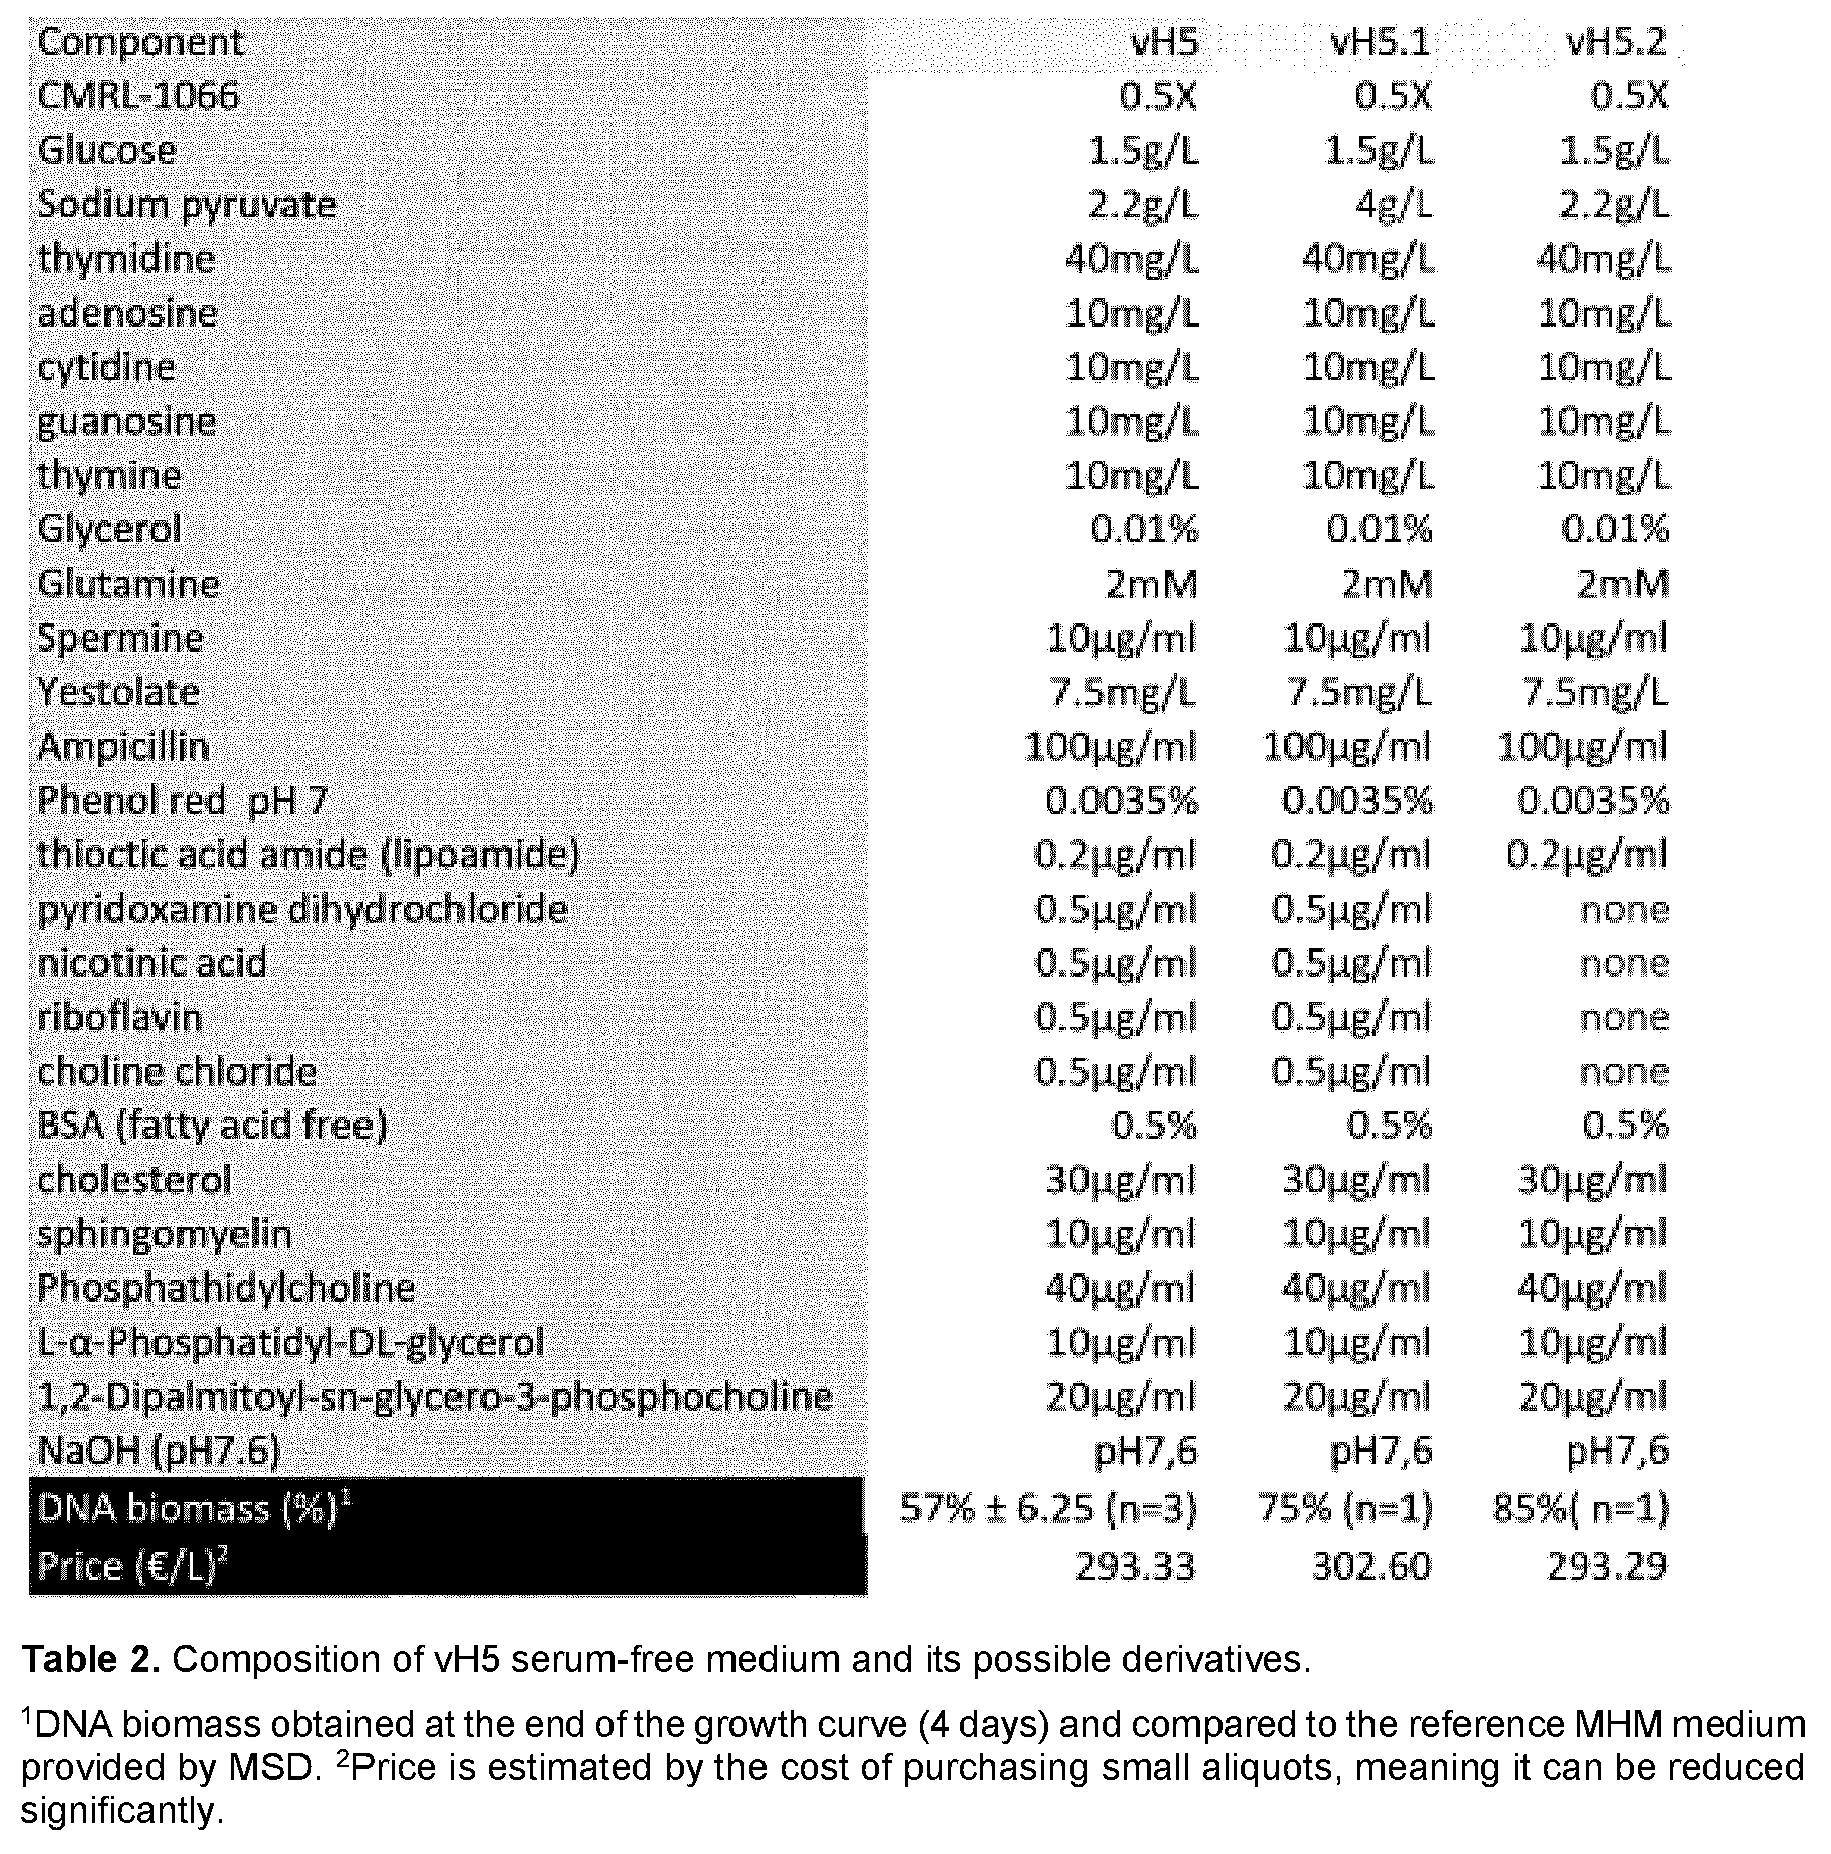 Component vH5 vH5.1 vH5.2
CMRL-1066 0.5X 0.5X 0.5X
Glucose 1.5g/L 1.5g/L 1.5g/L
Sodium pyruvate 2.2g/L 4g/L 2.2g/L
thymidine 40mg/L 40mg/L 40mg/L
adenosine 10mg/L 10mg/L 10mg/L
cytidine 10mg/L 10mg/L 10mg/L
guanosine 10mg/L 10mg/L 10mg/L
thymine 10mg/L 10mg/L 10mg/L
Glycerol 0.01% 0.01% 0.01%
Glutamine 2mM 2mM 2mM
Spermine 10µg/ml 10µg/ml 10µg/ml
Yestolate 7.5mg/L 7.5mg/L 7.5mg/L
Ampicillin 100µg/ml 100µg/ml 100µg/ml
Phenol red pH 7 0.0035% 0.0035% 0.0035%
thioctic acid amide (lipoamide) 0.2µg/ml 0.2µg/ml 0.2µg/ml
pyridoxamine dihydrochloride 0.5µg/ml 0.5µg/ml none
nicotinic acid 0.5µg/ml 0.5µg/ml none
riboflavin 0.5µg/ml 0.5µg/ml none
choline chloride 0.5µg/ml 0.5µg/ml none
BSA (fatty acid free) 0.5% 0.5% 0.5%
cholesterol 30µg/ml 30µg/ml 30µg/ml
sphingomyelin 10µg/ml 10µg/ml 10µg/ml
Phosphathidylcholine 40µg/ml 40µg/ml 40µg/ml
L-α-Phosphatidyl-DL-glycerol 10µg/ml 10µg/ml 10µg/ml
1,2-Dipalmitoyl-sn-glycero-3-phosphocholine 20µg/ml 20µg/ml 20µg/ml
NaOH (pH7.6) pH7,6 pH7,6 pH7,6
DNA biomass (%)¹ 57% ± 6.25 (n=3) 75% (n=1) 85%( n=1)
Price (€/L)² 293.33 302.60 293.29
Table 2. Composition of vH5 serum-free medium and its possible derivatives.
¹DNA biomass obtained at the end of the growth curve (4 days) and compared to the reference MHM medium
provided by MSD. ²Price is estimated by the cost of purchasing small aliquots, meaning it can be reduced
significantly.